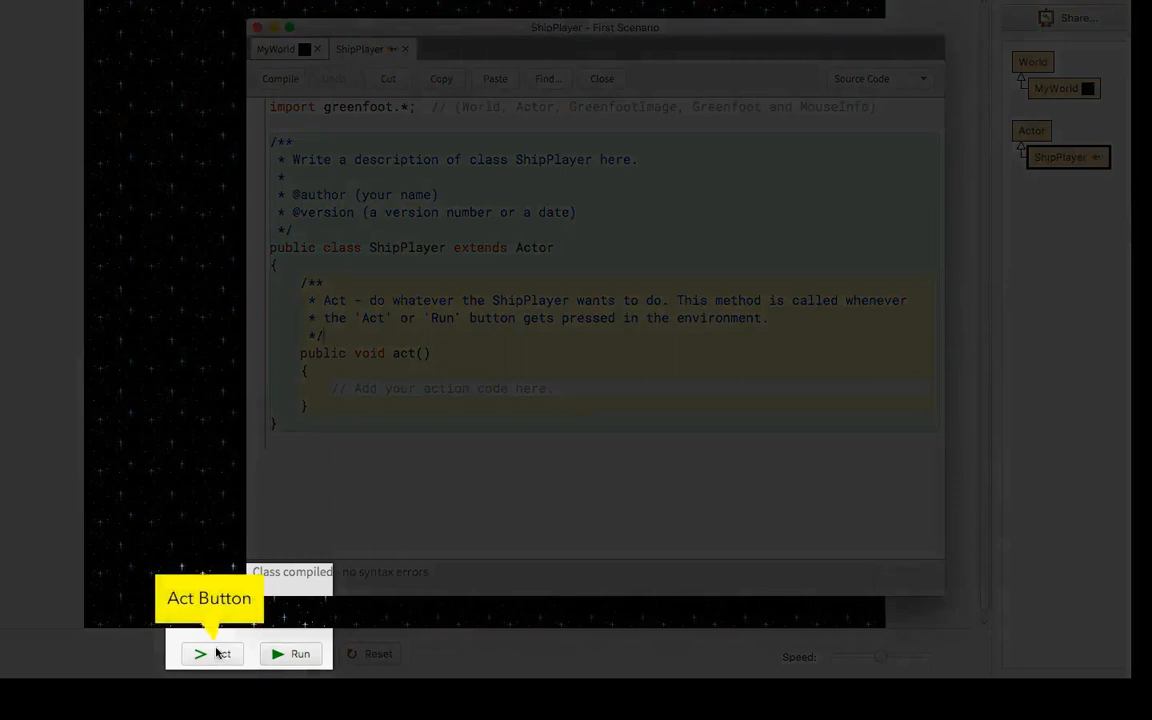 ShipPlayer - First Scenario
Share...
MyWorld
ShipPlayer
World
Compile
Undo
Cut
Copy
Paste
Find...
Close
Source Code
MyWorld
import greenfoot.*;  // (World, Actor, GreenfootImage, Greenfoot and MouseInfo)
Actor
/**
* Write a description of class ShipPlayer here.
ShipPlayer
*
* @author (your name)
* @version (a version number or a date)
*/
public class ShipPlayer extends Actor
{
/**
* Act - do whatever the ShipPlayer wants to do. This method is called whenever
* the 'Act' or 'Run' button gets pressed in the environment.
*/
public void act()
{
// Add your action code here.
}
}
Class compiled - no syntax errors
Act Button
Act
Run
Reset
Speed: